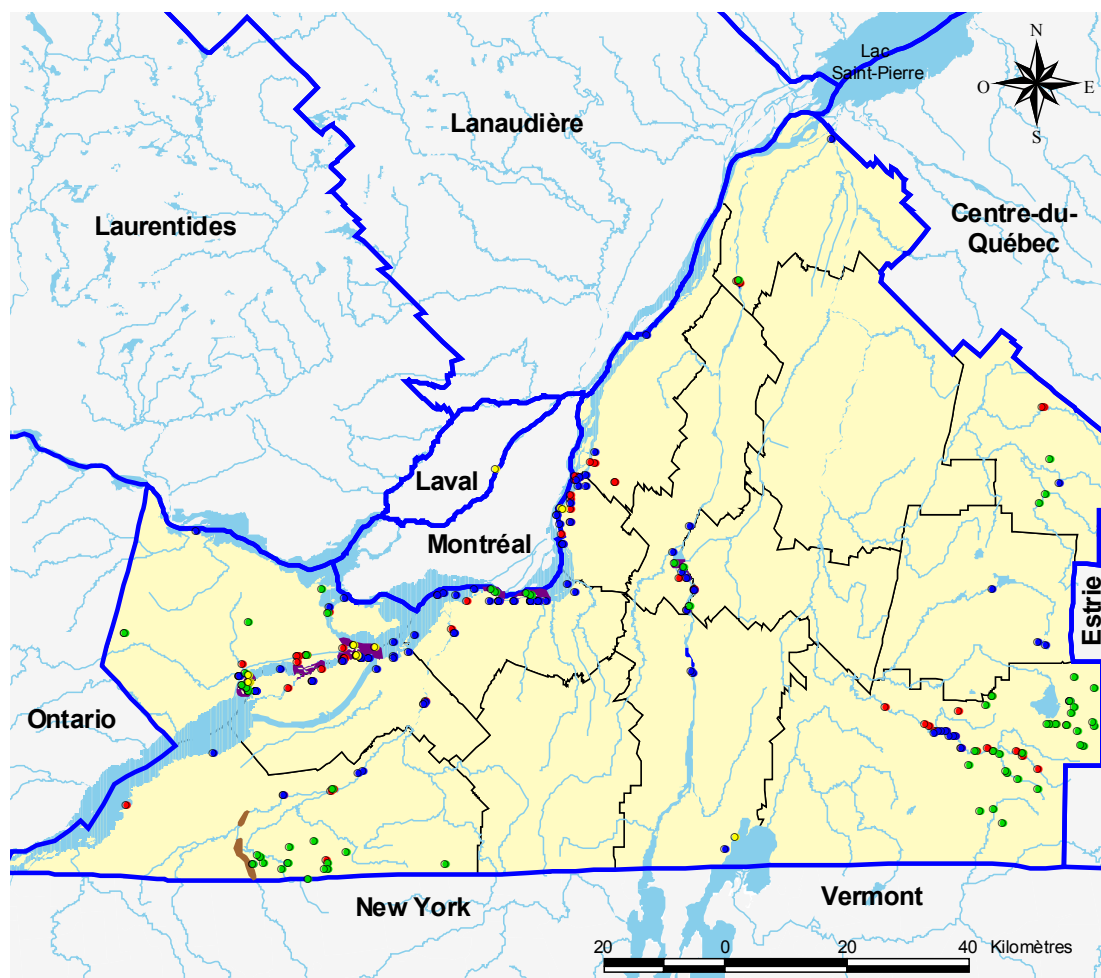 Lac
Saint-Pierre
N
O
E
S
Lanaudière
Laurentides
Centre-du-
Québec
Laval
Montréal
Estrie
Ontario
New York
Vermont
20 0 20 40 Kilomètres